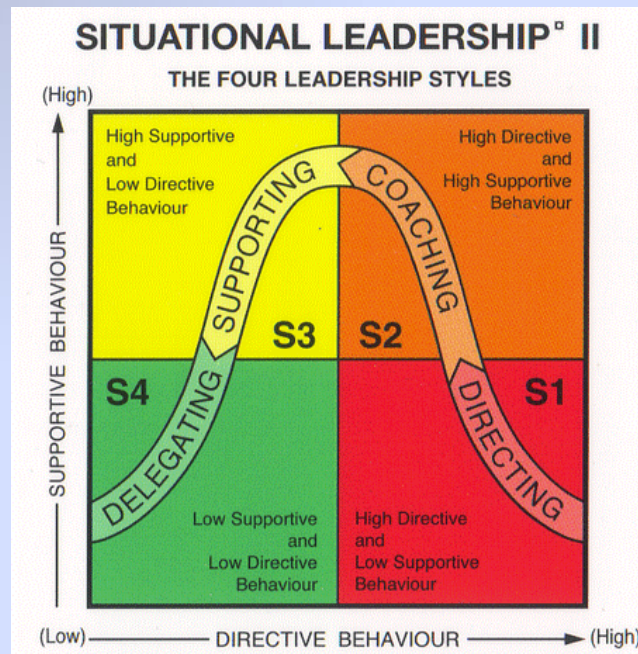 SITUATIONAL LEADERSHIP¤ II
THE FOUR LEADERSHIP STYLES
(High)
High Supportive
and
Low Directive
Behaviour
High Directive
and
High Supportive
Behaviour
SUPPORTING
COACHING
S3
S2
SUPPORTIVE BEHAVIOUR
S4
S1
DELEGATING
DIRECTING
Low Supportive
and
Low Directive
Behaviour
High Directive
and
Low Supportive
Behaviour
(Low)
DIRECTIVE BEHAVIOUR
(High)